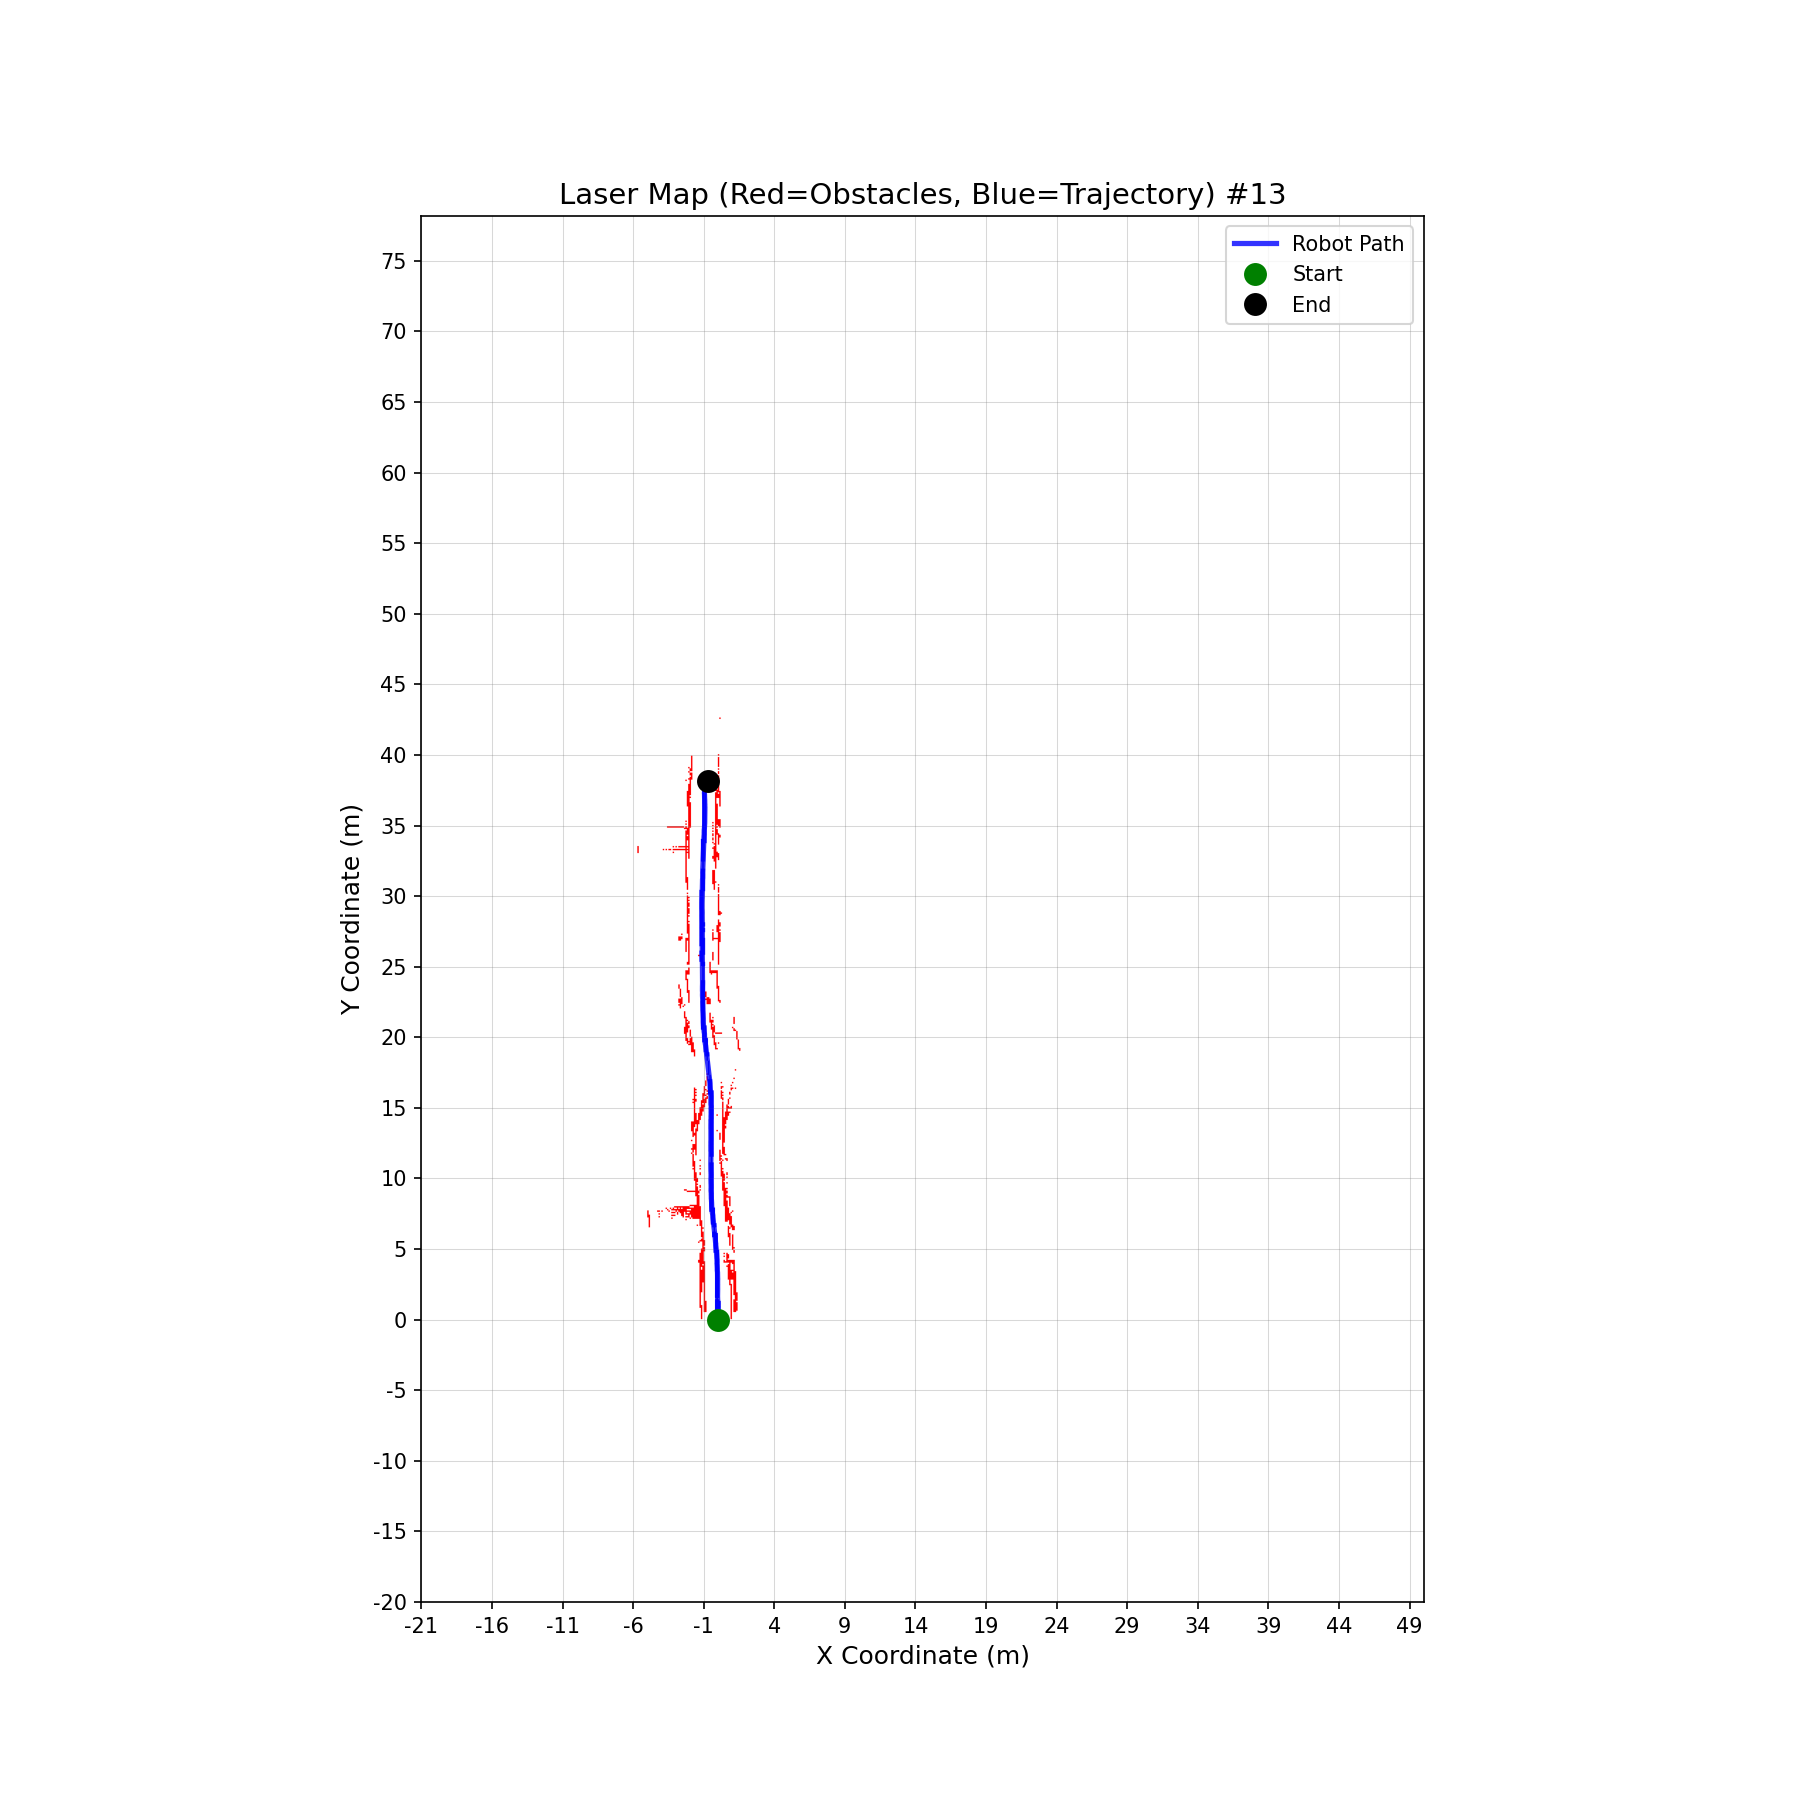 Laser Map (Red=Obstacles, Blue=Trajectory) #13
Robot Path
Start
End
75
70
65
60
55
50
45
40
35
30
25
20
15
10
5
0
-5
-10
-15
-20
Y Coordinate (m)
-21 -16 -11 -6 -1 4 9 14 19 24 29 34 39 44 49
X Coordinate (m)